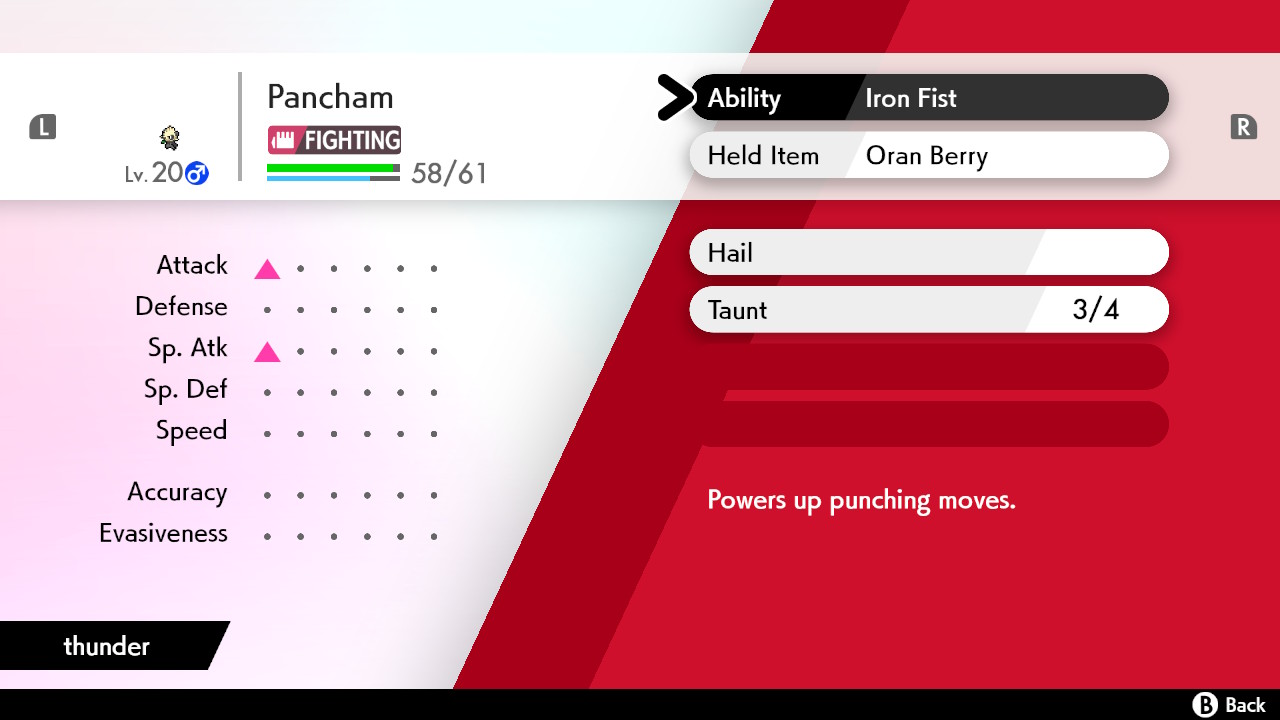 L
Lv. 20
Pancham
FIGHTING
58/61
Ability Iron Fist
Held Item Oran Berry
R
Attack
Defense
Sp. Atk
Sp. Def
Speed
Accuracy
Evasiveness
Hail
Taunt 3/4
Powers up punching moves.
thunder
B Back